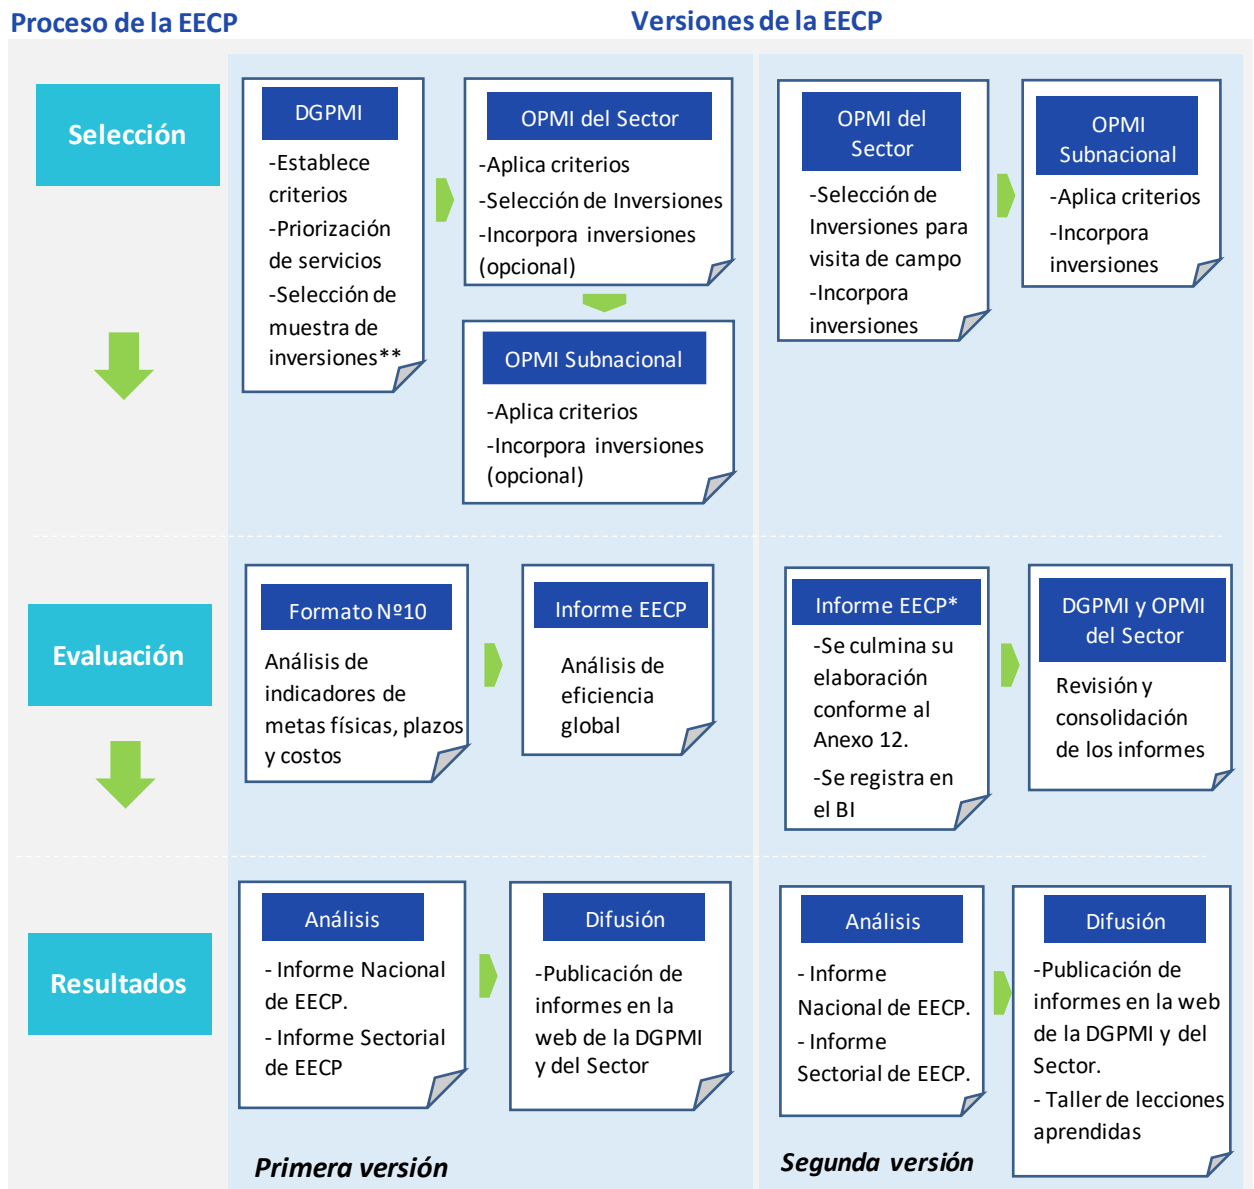 Proceso de la EECP
Versiones de la EECP
Selección
DGPMI
-Establece
criterios
-Priorización
de servicios
-Selección de
muestra de
inversiones**
OPMI del Sector
-Aplica criterios
-Selección de Inversiones
-Incorpora inversiones
(opcional)
OPMI Subnacional
-Aplica criterios
-Incorpora inversiones
(opcional)
OPMI del
Sector
-Selección de
Inversiones para
visita de campo
-Incorpora
inversiones
OPMI
Subnacional
-Aplica criterios
-Incorpora
inversiones
Evaluación
Formato Nº10
Análisis de
indicadores de
metas físicas, plazos
y costos
Informe EECP
Análisis de
eficiencia
global
Informe EECP*
-Se culmina su
elaboración
conforme al
Anexo 12.
-Se registra en
el BI
DGPMI y OPMI
del Sector
Revisión y
consolidación
de los informes
Resultados
Análisis
- Informe Nacional
de EECP.
- Informe Sectorial
de EECP
Difusión
-Publicación de
informes en la
web de la DGPMI
y del Sector
Análisis
- Informe
Nacional de EECP.
- Informe
Sectorial de EECP.
Difusión
-Publicación de
informes en la web
de la DGPMI y del
Sector.
- Taller de lecciones
aprendidas
Primera versión
Segunda versión